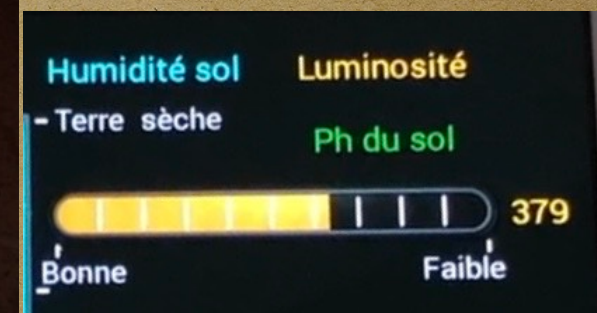 Humidité sol Luminosité
- Terre sèche
Ph du sol
379
Bonne Faible